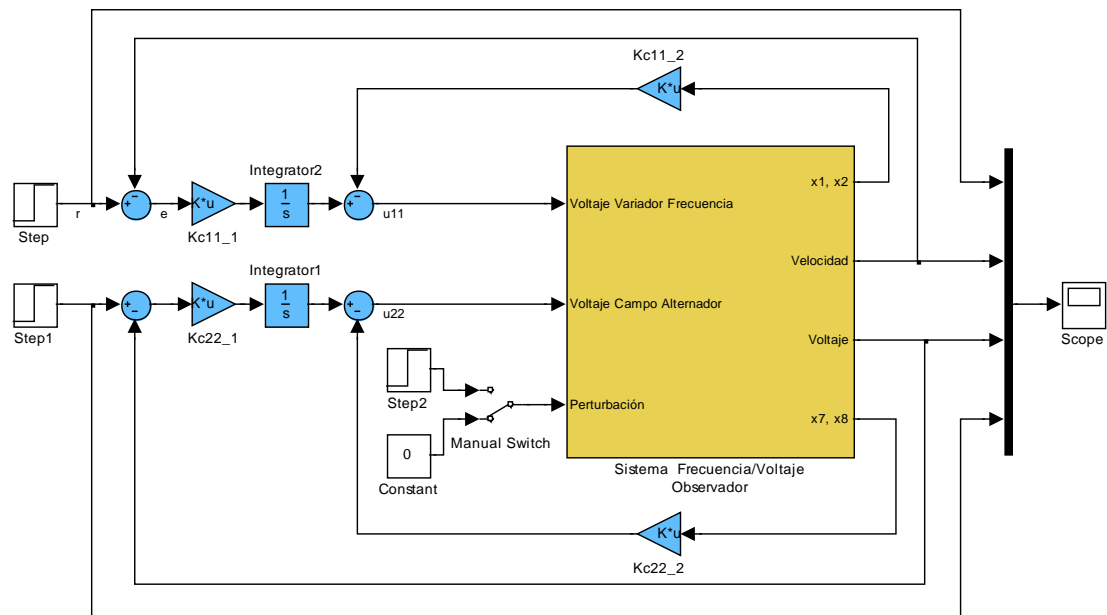 Kc11_2
K*u
Integrator2
x1, x2
+
−
K*u
1
s
+
−
Voltaje Variador Frecuencia
r
e
u11
Step
Kc11_1
Velocidad
Integrator1
+
−
K*u
1
s
+
−
Voltaje Campo Alternador
u22
Step1
Kc22_1
Voltaje
Scope
Step2
Perturbación
x7, x8
Manual Switch
0
Constant
Sistema Frecuencia/Voltaje
Observador
K*u
Kc22_2